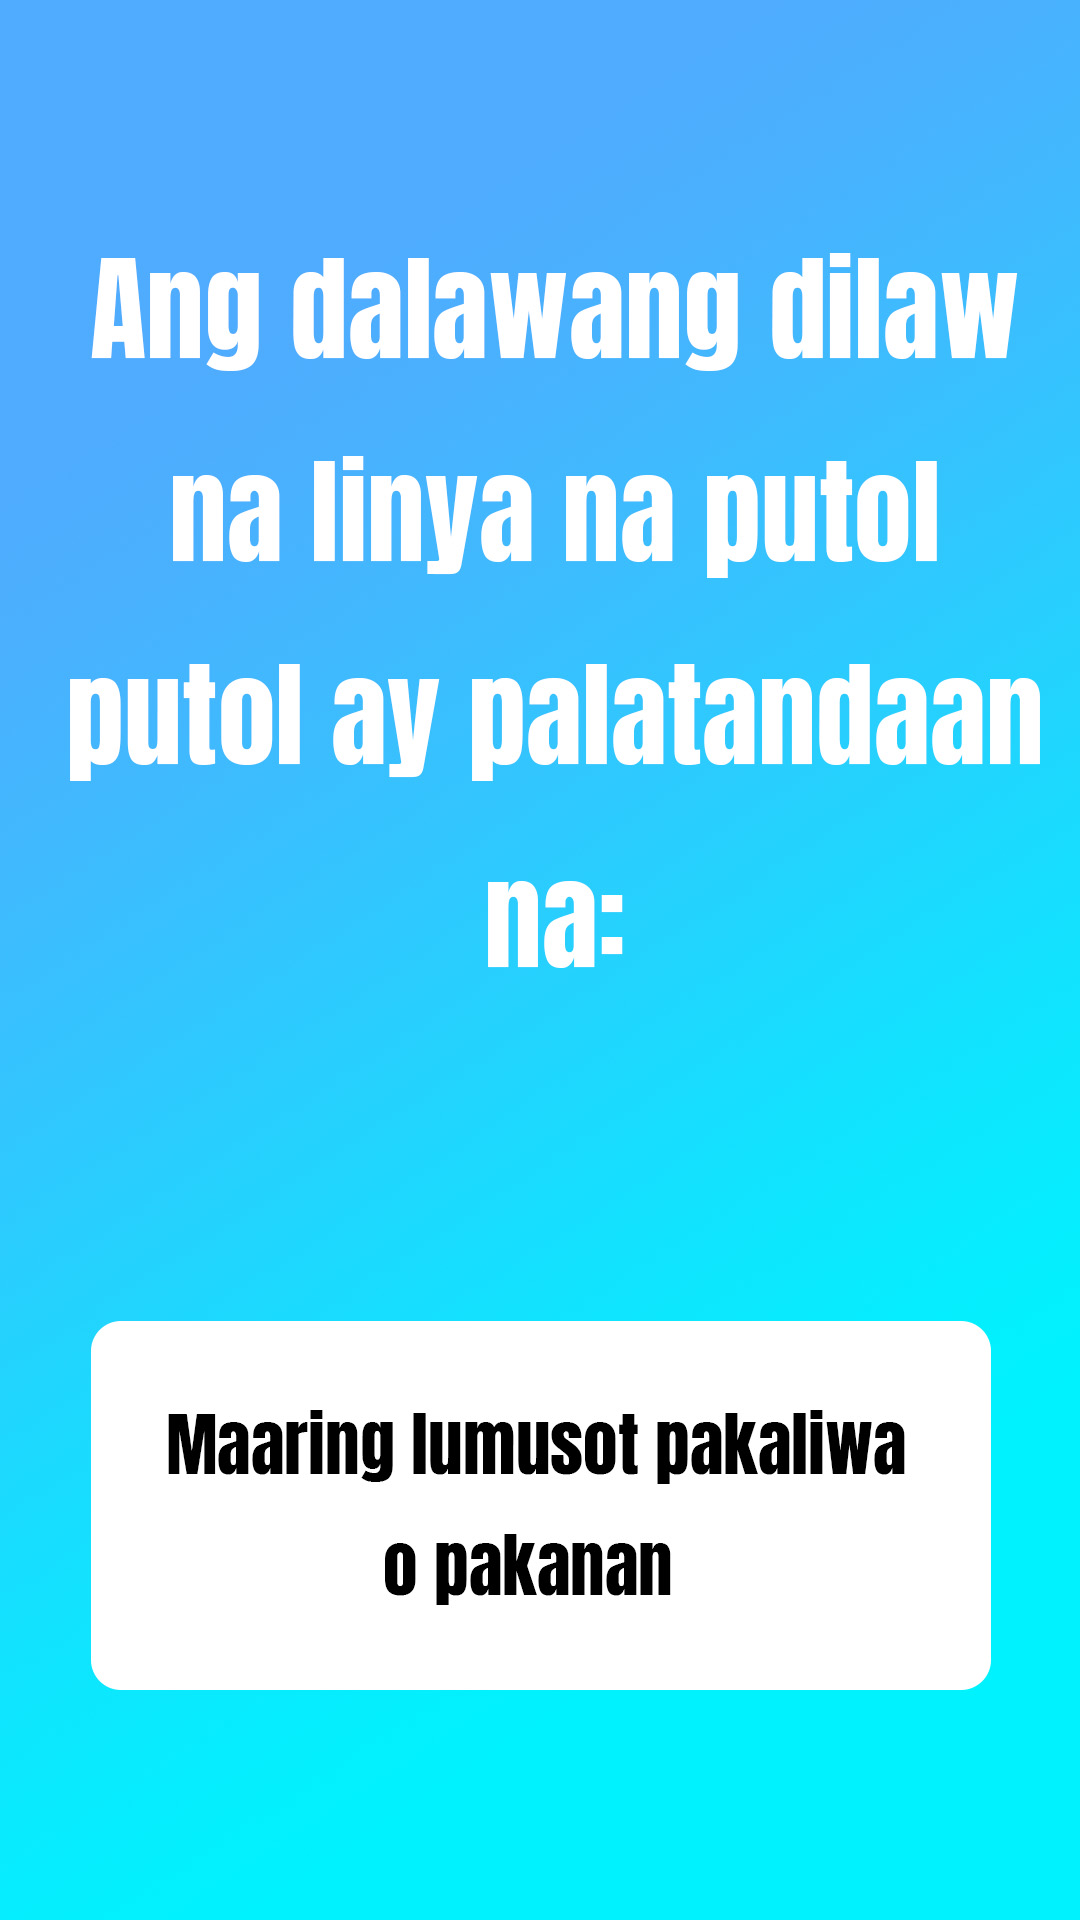 Ang dalawang dilaw
na linya na putol
putol ay palatandaan
na:
Maaring lumusot pakaliwa
o pakanan